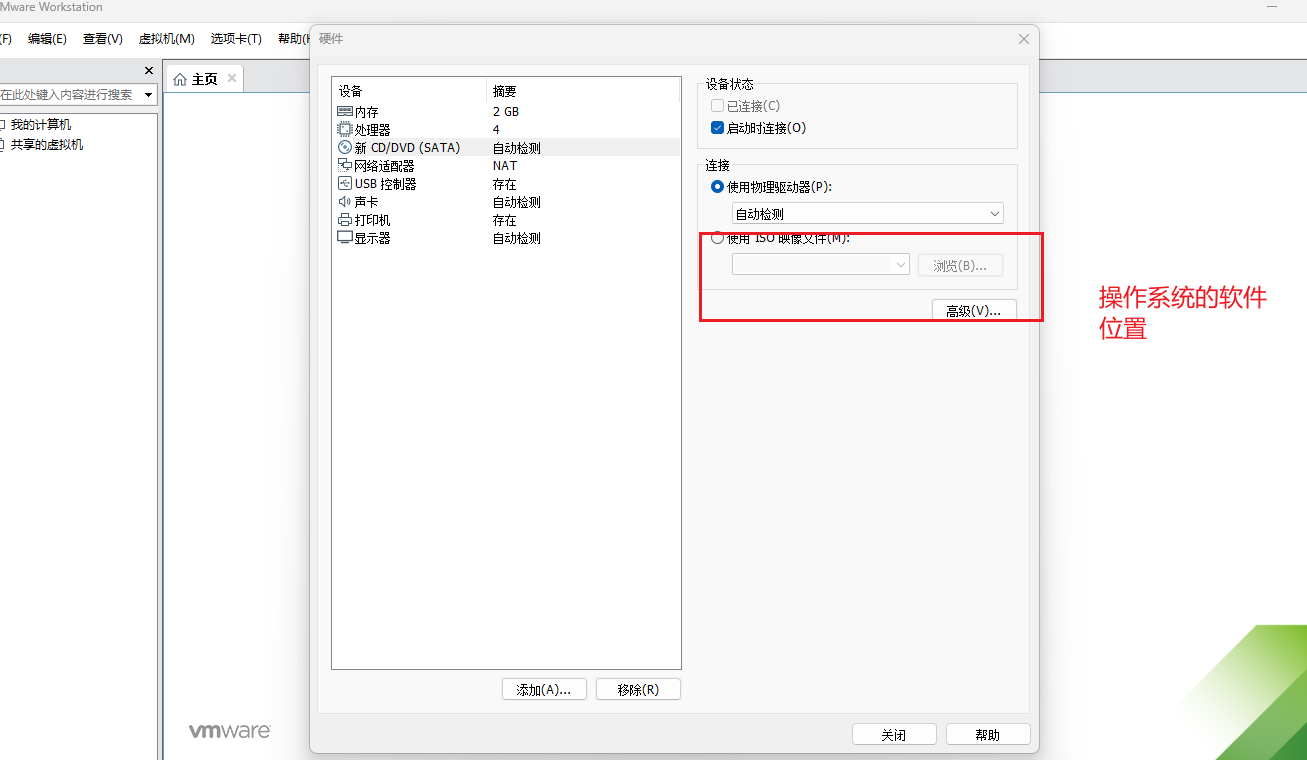 Mware Workstation
(F) 编辑(E) 查看(V) 虚拟机(M) 选项卡(T) 帮助(H
硬件
在此处键入内容进行搜索
主页
我的计算机
共享的虚拟机
设备 摘要
内存 2 GB
处理器 4
新 CD/DVD (SATA) 自动检测
网络适配器 NAT
USB 控制器 存在
声卡 自动检测
打印机 存在
显示器 自动检测
添加(A)... 移除(R)
设备状态
已连接(C)
启动时连接(O)
连接
使用物理驱动器(P):
自动检测
使用 ISO 映像文件(M):
浏览(B)...
高级(V)...
操作系统的软件
位置
关闭 帮助
vmware